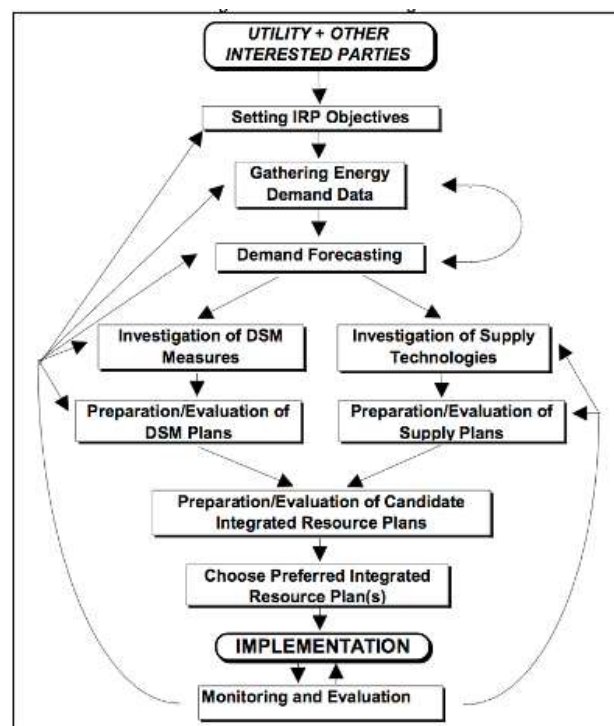 UTILITY + OTHER
INTERESTED PARTIES
Setting IRP Objectives
Gathering Energy
Demand Data
Demand Forecasting
Investigation of DSM
Measures
Investigation of Supply
Technologies
Preparation/Evaluation of
DSM Plans
Preparation/Evaluation of
Supply Plans
Preparation/Evaluation of Candidate
Integrated Resource Plans
Choose Preferred Integrated
Resource Plan(s)
IMPLEMENTATION
Monitoring and Evaluation